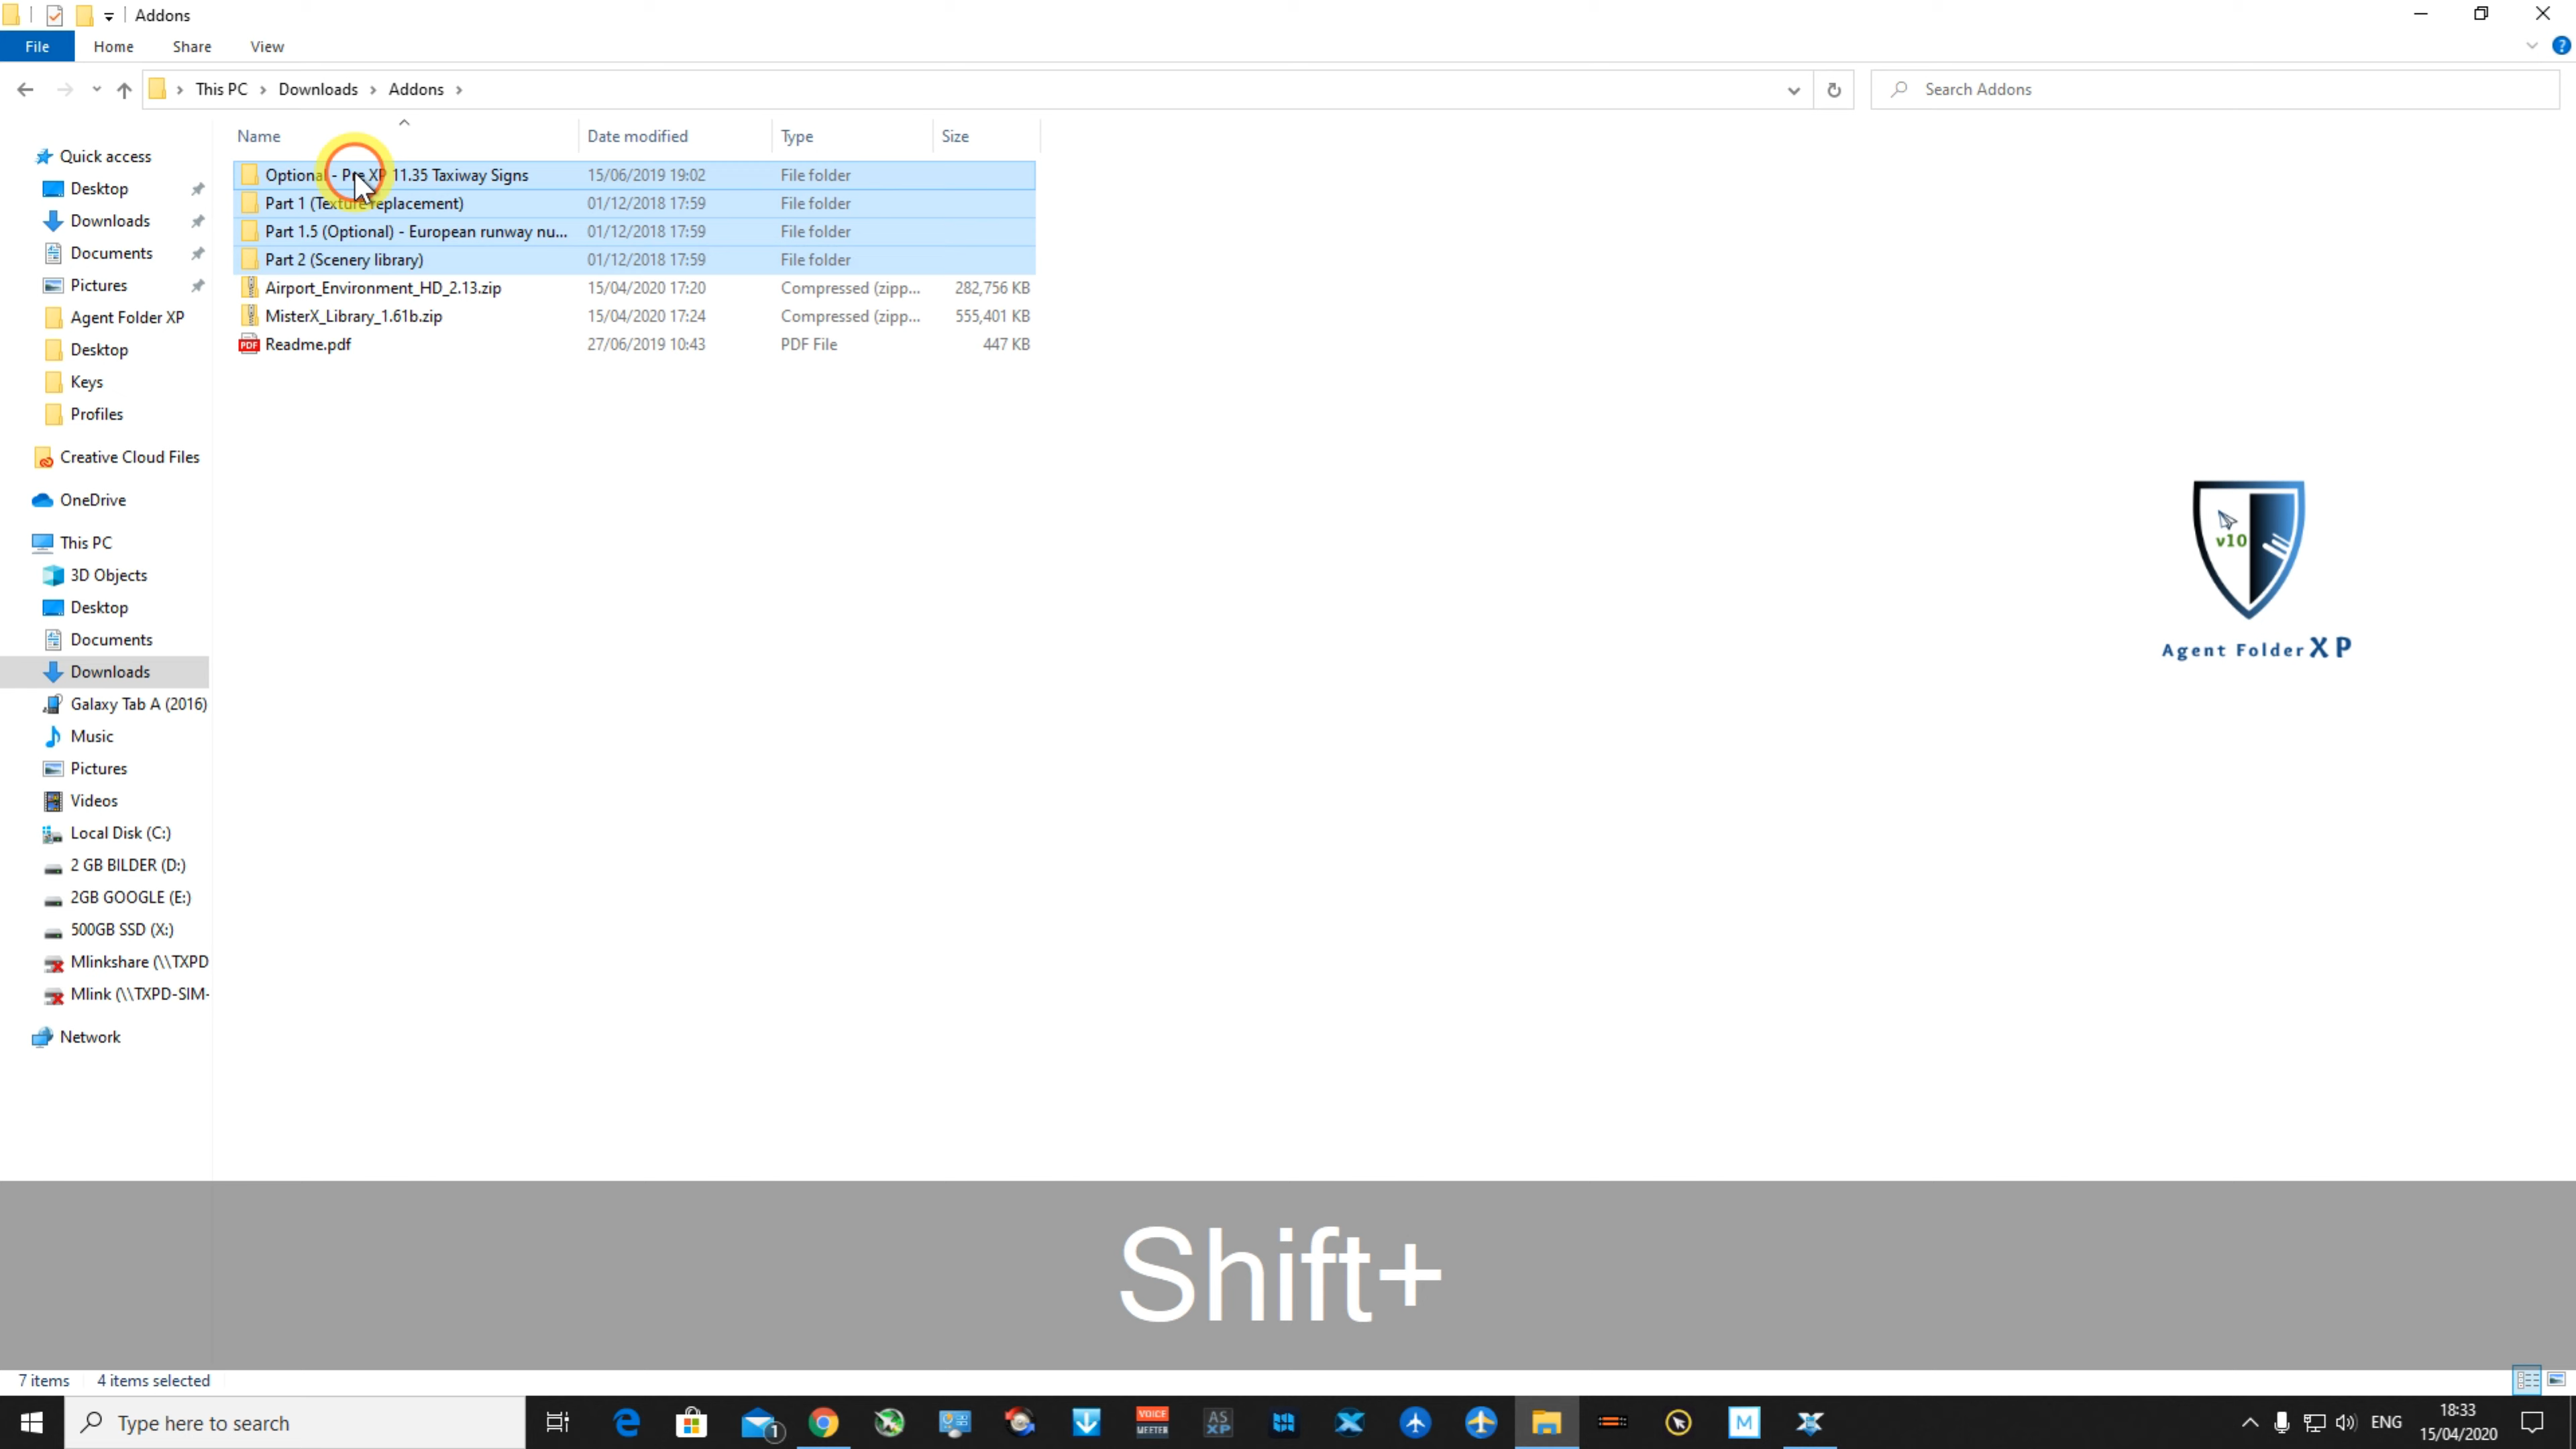 Addons
File Home Share View
This PC Downloads Addons
Search Addons
Name Date modified Type Size
Optional - Pre XP 11.35 Taxiway Signs 15/06/2019 19:02 File folder
Part 1 (Texture replacement) 01/12/2018 17:59 File folder
Part 1.5 (Optional) - European runway nu... 01/12/2018 17:59 File folder
Part 2 (Scenery library) 01/12/2018 17:59 File folder
Airport_Environment_HD_2.13.zip 15/04/2020 17:20 Compressed (zipp... 282,756 KB
MisterX_Library_1.61b.zip 15/04/2020 17:24 Compressed (zipp... 555,401 KB
PDF Readme.pdf 27/06/2019 10:43 PDF File 447 KB
Quick access
Desktop
Downloads
Documents
Pictures
Agent Folder XP
Desktop
Keys
Profiles
Creative Cloud Files
OneDrive
This PC
3D Objects
Desktop
Documents
Downloads
Galaxy Tab A (2016)
Music
Pictures
Videos
Local Disk (C:)
2 GB BILDER (D:)
2GB GOOGLE (E:)
500GB SSD (X:)
Mlinkshare (\\TXPD
Mlink (\\TXPD-SIM-
Network
v10
Agent Folder XP
Shift+
7 items 4 items selected
Type here to search
1
VOICE
MEETER
AS
XP
M
ENG
18:33
15/04/2020